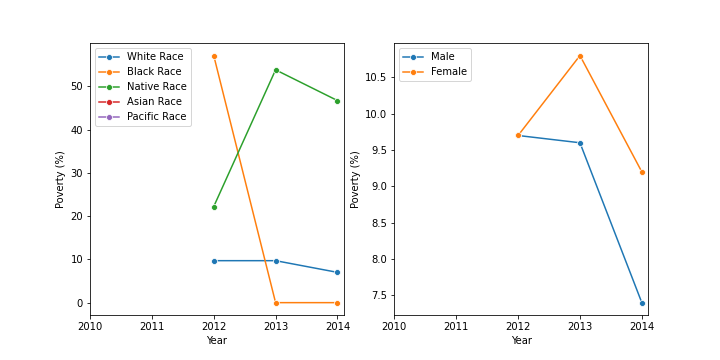 White Race
Black Race
Native Race
Asian Race
Pacific Race
50
40
30
20
10
0
Poverty (%)
2010 2011 2012 2013 2014
Year
Male
Female
10.5
10.0
9.5
9.0
8.5
8.0
7.5
Poverty (%)
2010 2011 2012 2013 2014
Year